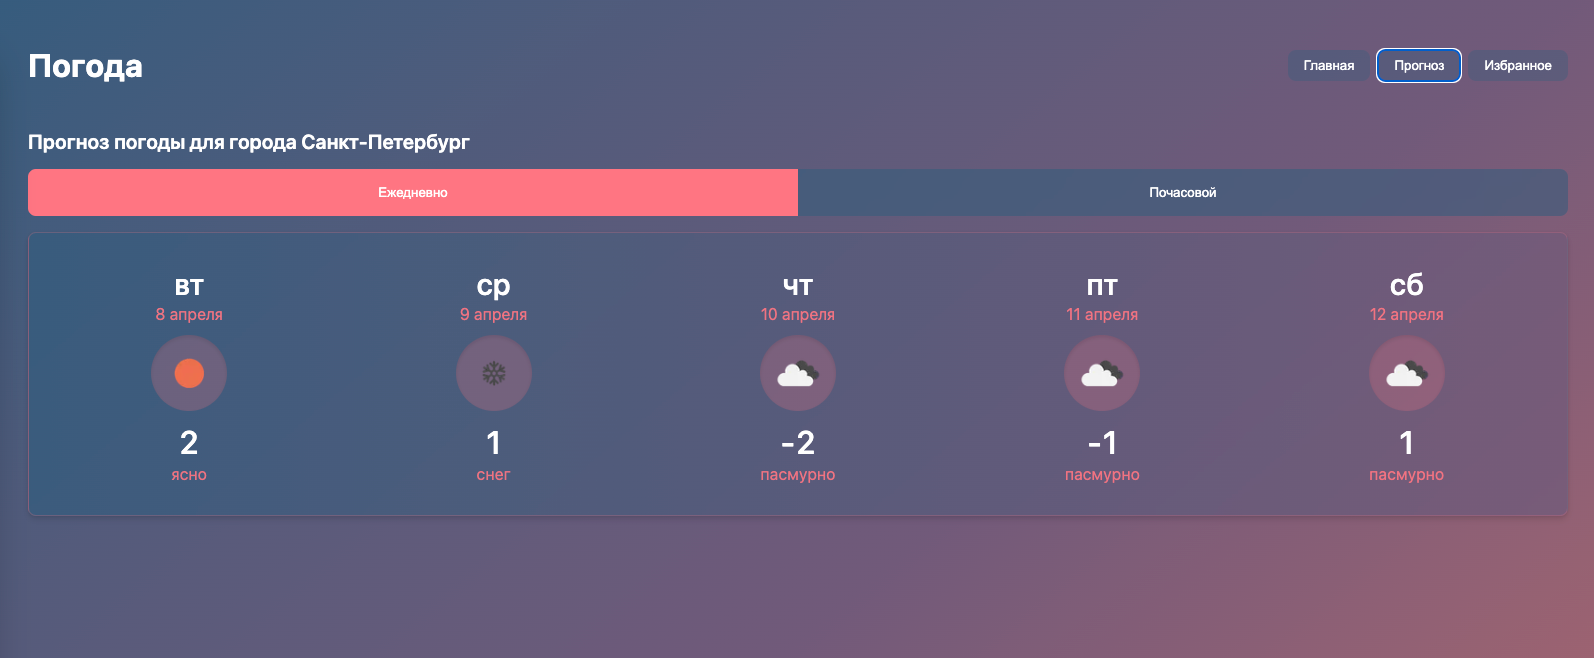 Погода
Главная
Прогноз
Избранное
Прогноз погоды для города Санкт-Петербург
Ежедневно
Почасовой
вт
8 апреля
2
ясно
ср
9 апреля
1
снег
чт
10 апреля
-2
пасмурно
пт
11 апреля
-1
пасмурно
сб
12 апреля
1
пасмурно